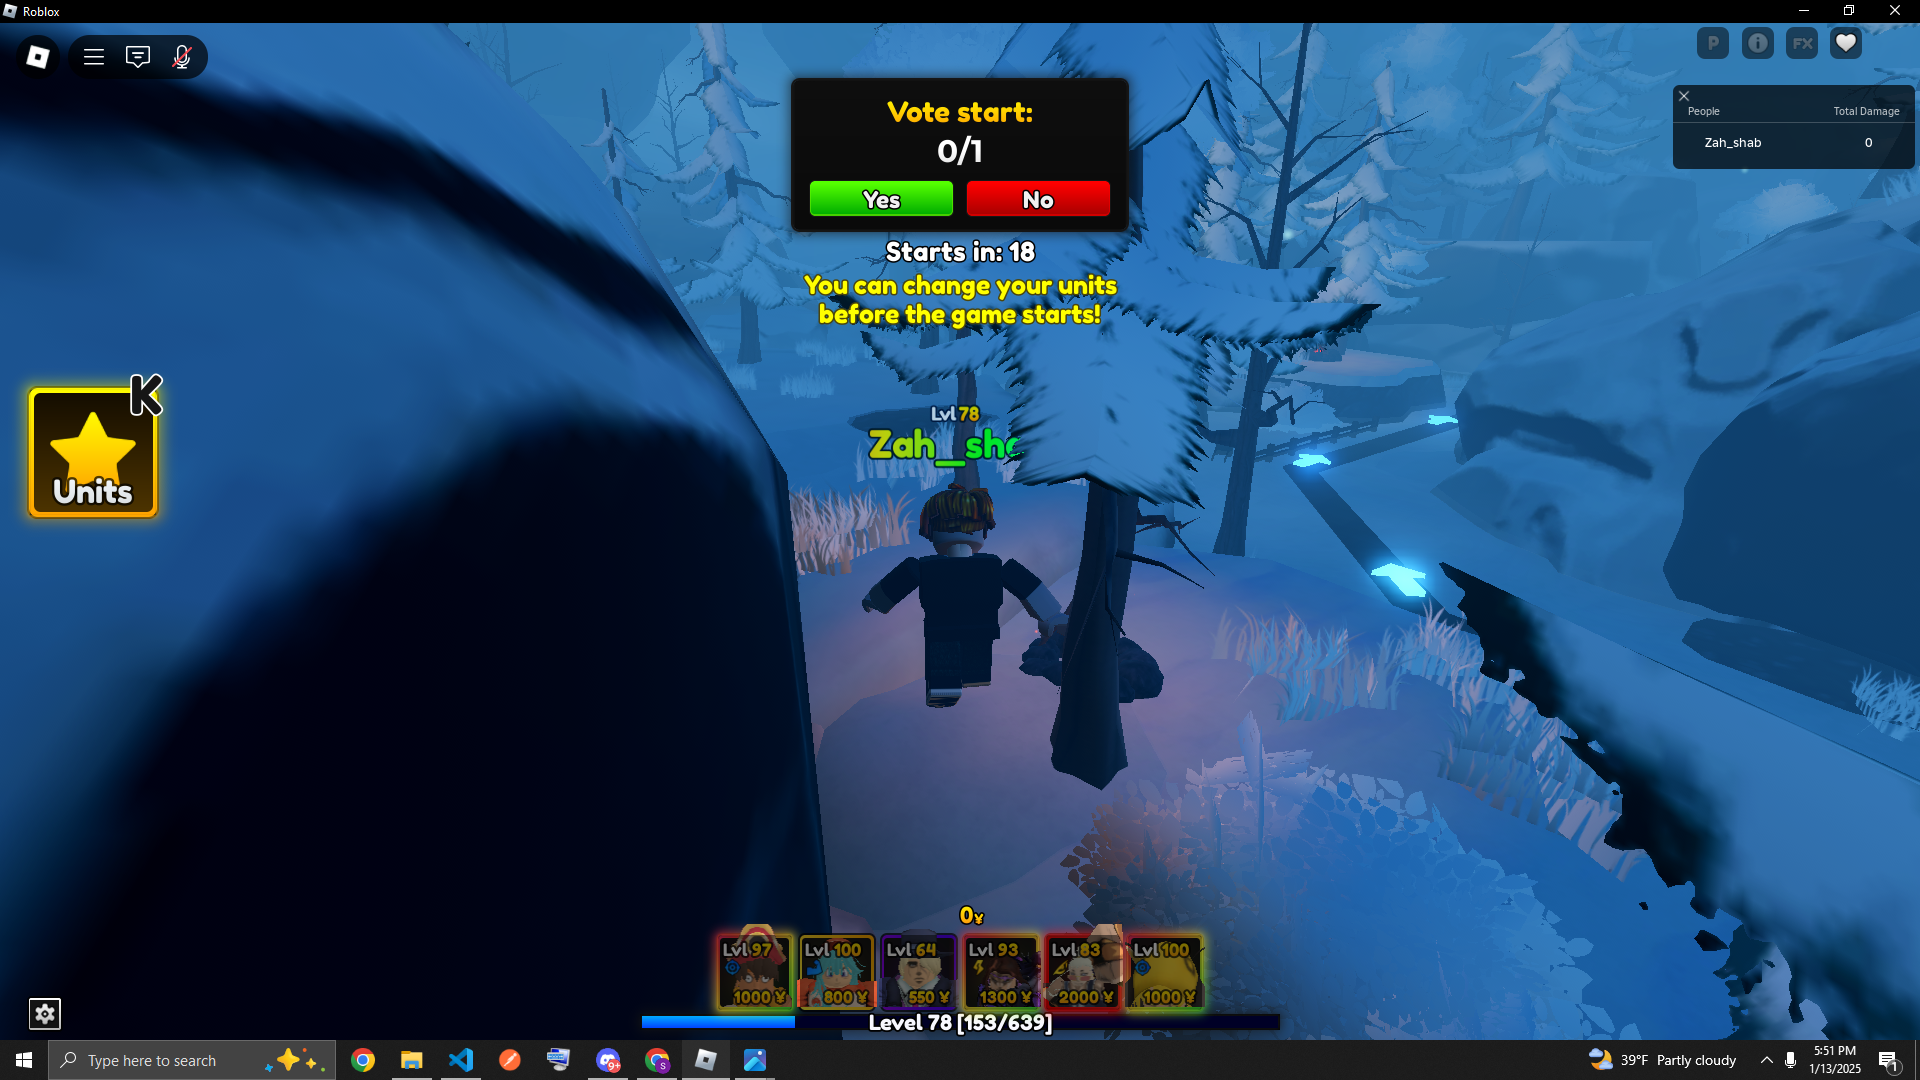 Roblox
P
i
FX
People Total Damage
Zah_shab 0
Vote start:
0/1
Yes No
Starts in: 18
You can change your units
before the game starts!
K
Units
Lvl 78
Zah_sha
0¥
Lvl 97 Lvl 100 Lvl 64 Lvl 93 Lvl 83 Lvl 100
1000 ¥ 800 ¥ 550 ¥ 1300 ¥ 2000 ¥ 1000 ¥
Level 78 [153/639]
Type here to search
9+
S
39°F Partly cloudy
5:51 PM
1/13/2025
1